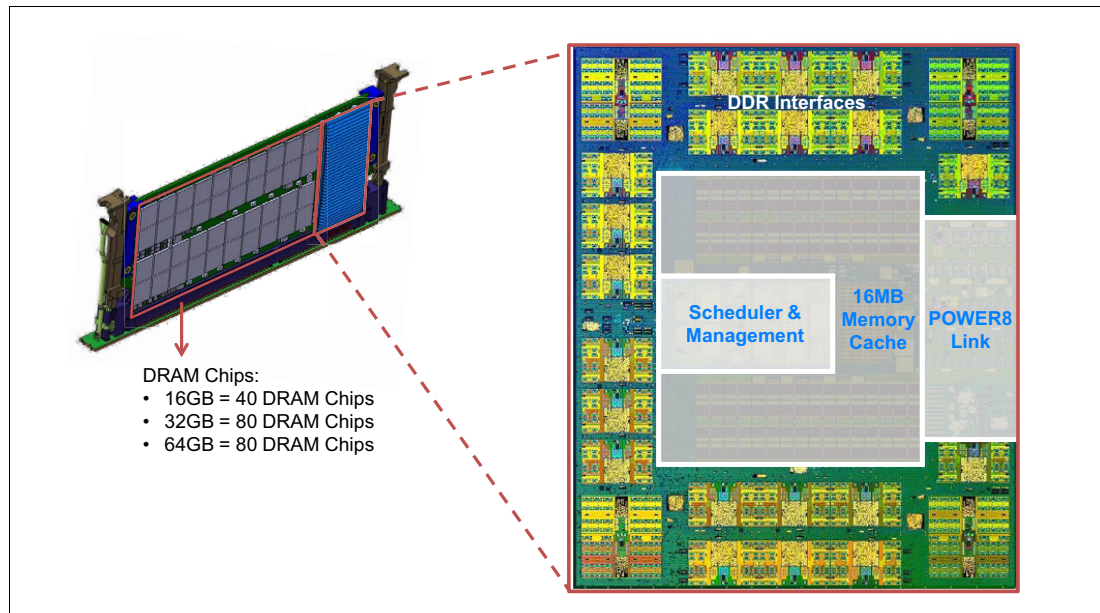 DDR Interfaces
Scheduler &
Management
16MB
Memory
Cache
POWER8
Link
DRAM Chips:
• 16GB = 40 DRAM Chips
• 32GB = 80 DRAM Chips
• 64GB = 80 DRAM Chips